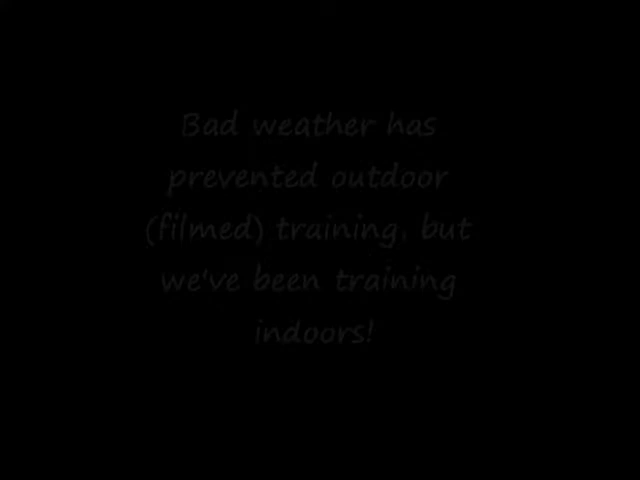 Bad weather has
prevented outdoor
(filmed) training, but
we've been training
indoors!